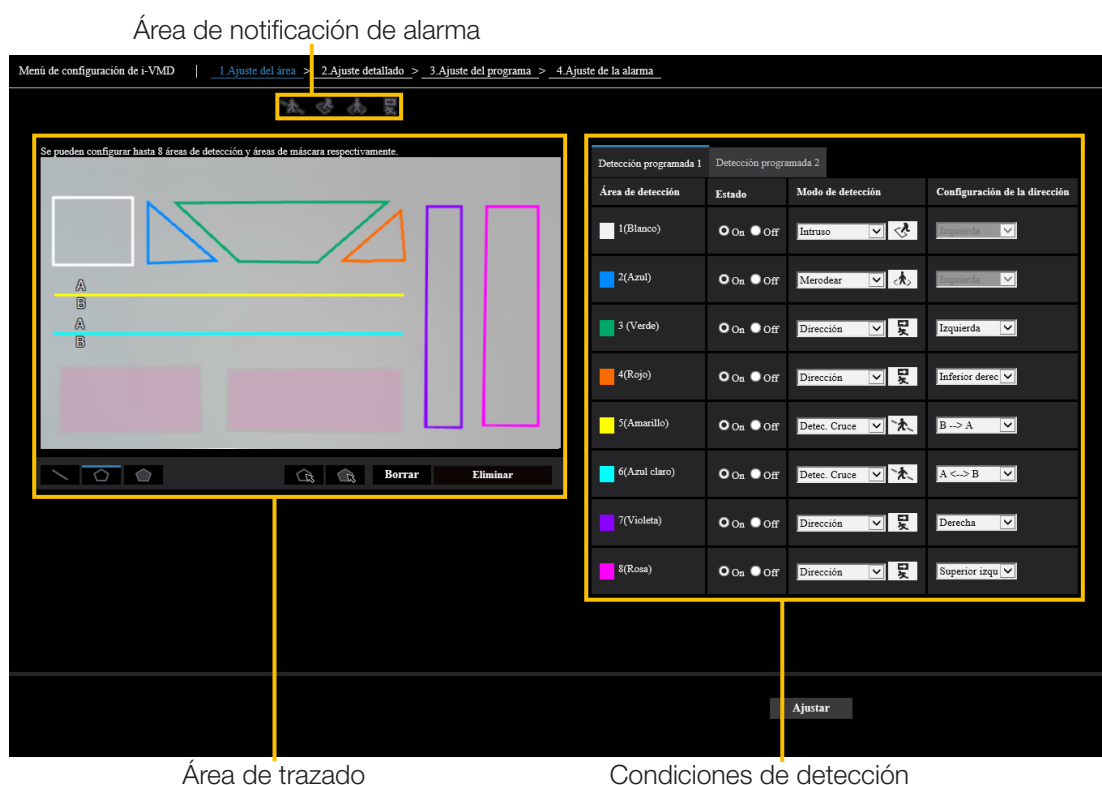 Área de notificación de alarma
Menú de configuración de i-VMD | 1.Ajuste del área > 2.Ajuste detallado > 3.Ajuste del programa > 4.Ajuste de la alarma
Se pueden configurar hasta 8 áreas de detección y áreas de máscara respectivamente.
A
B
A
B
Borrar Eliminar
Detección programada 1 Detección programada 2
Área de detección Estado Modo de detección Configuración de la dirección
1(Blanco) On Off Intruso Izquierda
2(Azul) On Off Merodear Izquierda
3 (Verde) On Off Dirección Izquierda
4(Rojo) On Off Dirección Inferior derec
5(Amarillo) On Off Detec. Cruce B --> A
6(Azul claro) On Off Detec. Cruce A <--> B
7(Violeta) On Off Dirección Derecha
8(Rosa) On Off Dirección Superior izqu
Ajustar
Área de trazado Condiciones de detección